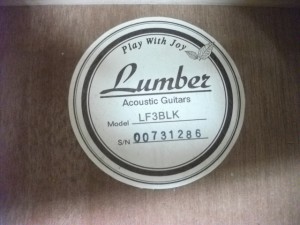 Play With Joy
Lumber
Acoustic Guitars
Model LF3BLK
S/N 00731286